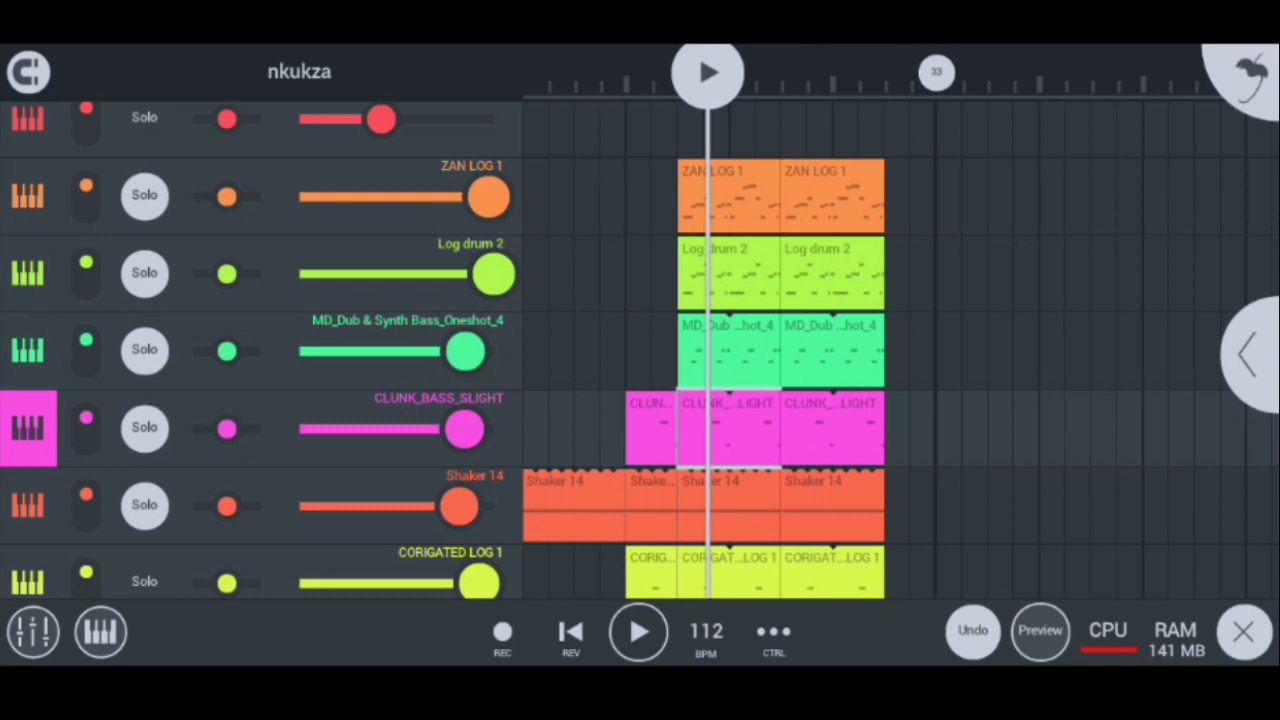 nkukza
33
Solo
ZAN LOG 1
Solo
ZAN LOG 1
ZAN LOG 1
Log drum 2
Solo
Log drum 2
Log drum 2
MD_Dub & Synth Bass_Oneshot_4
Solo
MD_Dub ...hot_4
MD_Dub ...hot_4
CLUNK_BASS_SLIGHT
Solo
CLUN...
CLUNK_...LIGHT
CLUNK_...LIGHT
Shaker 14
Solo
Shaker 14
Shake...
Shaker 14
Shaker 14
CORIGATED LOG 1
Solo
CORIG...
CORIGAT...LOG 1
CORIGAT...LOG 1
REC
REV
112
BPM
CTRL
Undo
Preview
CPU
RAM
141 MB